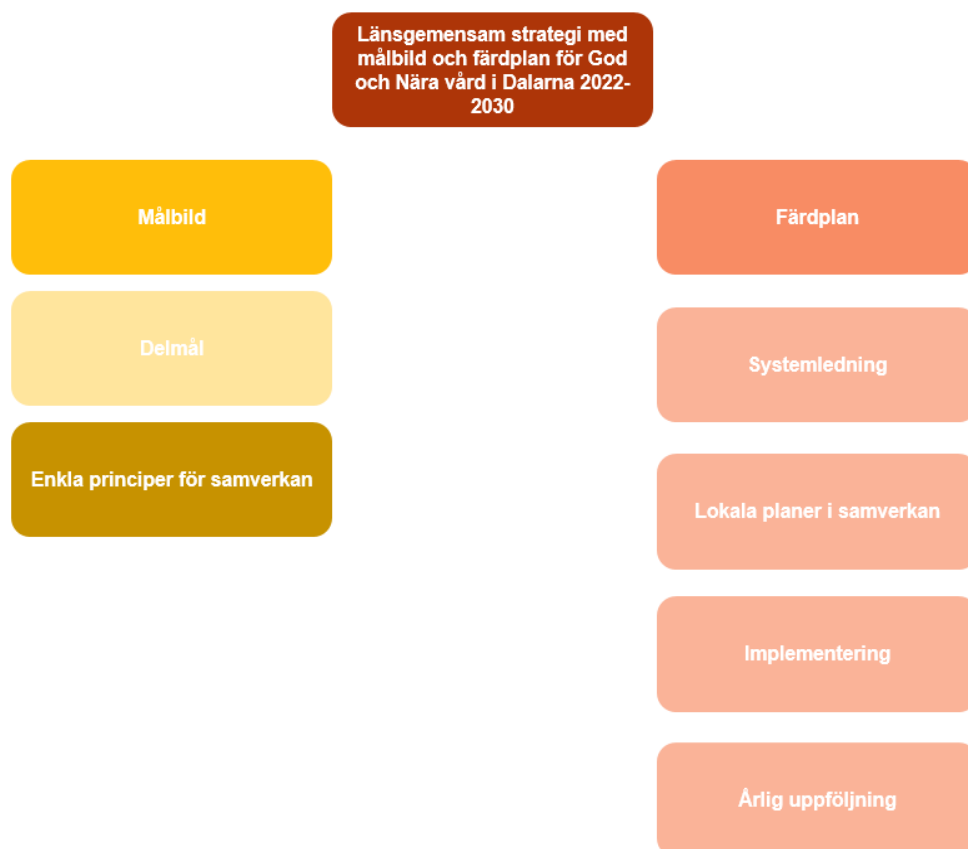 Länsgemensam strategi med
målbild och färdplan för God
och Nära vård i Dalarna 2022-
2030
Målbild
Delmål
Enkla principer för samverkan
Färdplan
Systemledning
Lokala planer i samverkan
Implementering
Årlig uppföljning